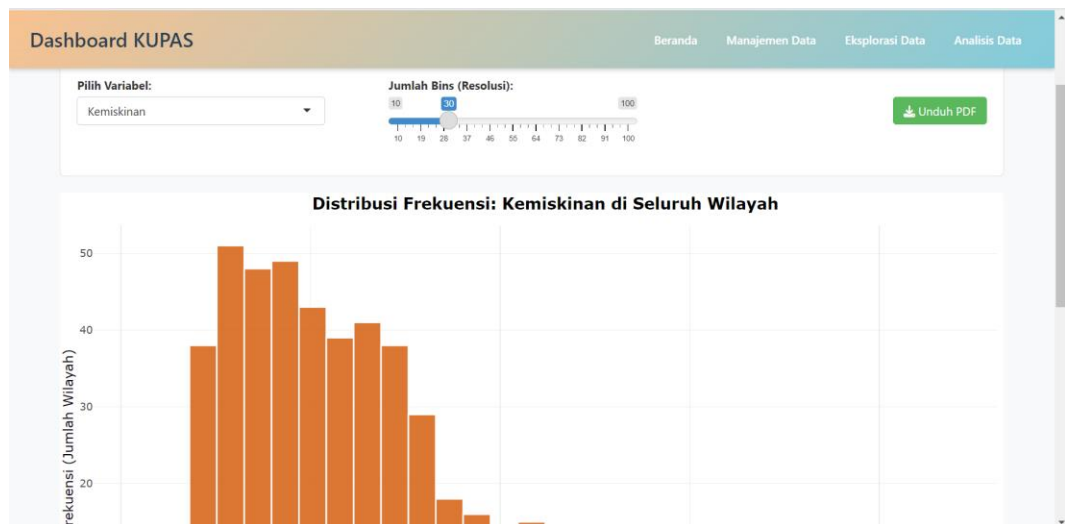 Dashboard KUPAS
Beranda Manajemen Data Eksplorasi Data Analisis Data
Pilih Variabel:
Kemiskinan
Jumlah Bins (Resolusi):
10 30 100
10 19 28 37 46 55 64 73 82 91 100
Unduh PDF
Distribusi Frekuensi: Kemiskinan di Seluruh Wilayah
50
40
30
20
rekuensi (Jumlah Wilayah)